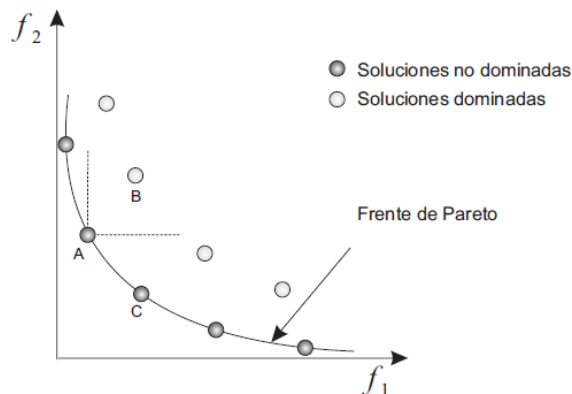 f₂
Soluciones no dominadas
Soluciones dominadas
B
Frente de Pareto
A
C
f₁